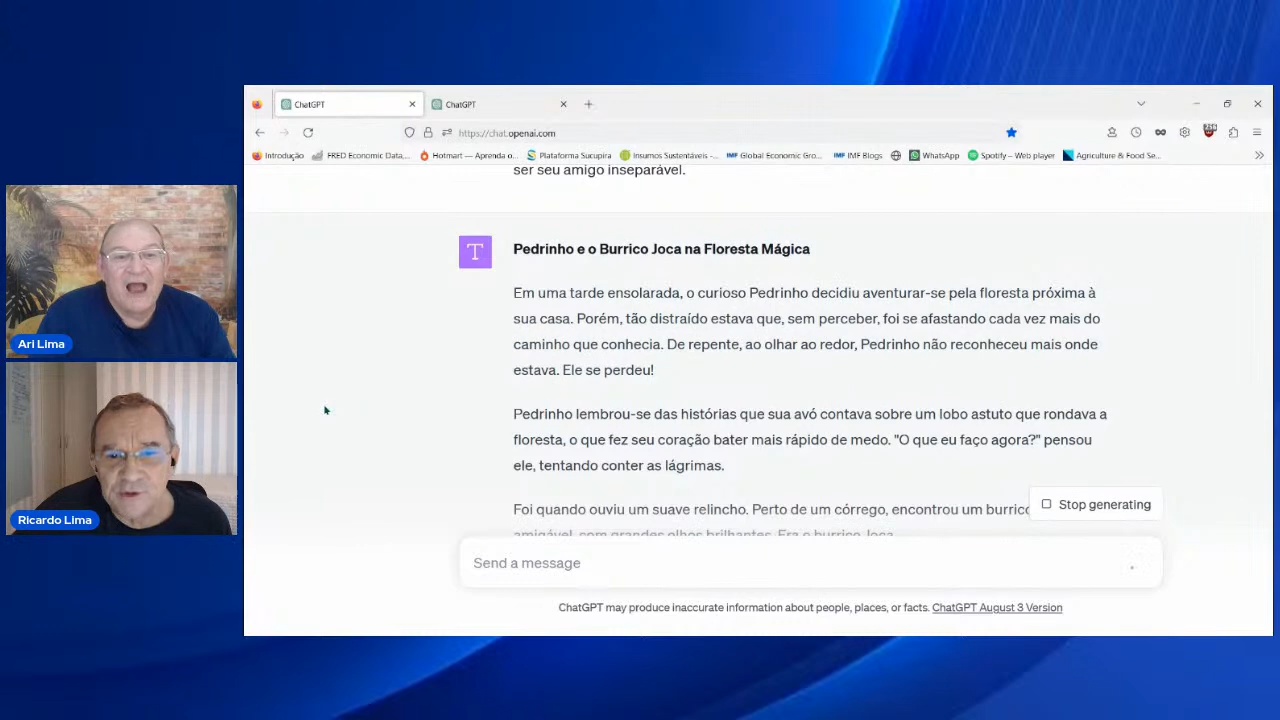 ChatGPT
ChatGPT
https://chat.openai.com
Introdução
FRED Economic Data,...
Hotmart — Aprenda o...
Plataforma Sucupira
Insumos Sustentáveis -...
IMF Global Economic Gro...
IMF Blogs
WhatsApp
Spotify – Web player
Agriculture & Food Se...
ser seu amigo inseparável.
T
Pedrinho e o Burrico Joca na Floresta Mágica
Em uma tarde ensolarada, o curioso Pedrinho decidiu aventurar-se pela floresta próxima à
sua casa. Porém, tão distraído estava que, sem perceber, foi se afastando cada vez mais do
caminho que conhecia. De repente, ao olhar ao redor, Pedrinho não reconheceu mais onde
estava. Ele se perdeu!
Pedrinho lembrou-se das histórias que sua avó contava sobre um lobo astuto que rondava a
floresta, o que fez seu coração bater mais rápido de medo. "O que eu faço agora?" pensou
ele, tentando conter as lágrimas.
Foi quando ouviu um suave relincho. Perto de um córrego, encontrou um burrico
amigável, com grandes olhos brilhantes. Era o burrico Joca.
Stop generating
Send a message
ChatGPT may produce inaccurate information about people, places, or facts. ChatGPT August 3 Version
Ari Lima
Ricardo Lima